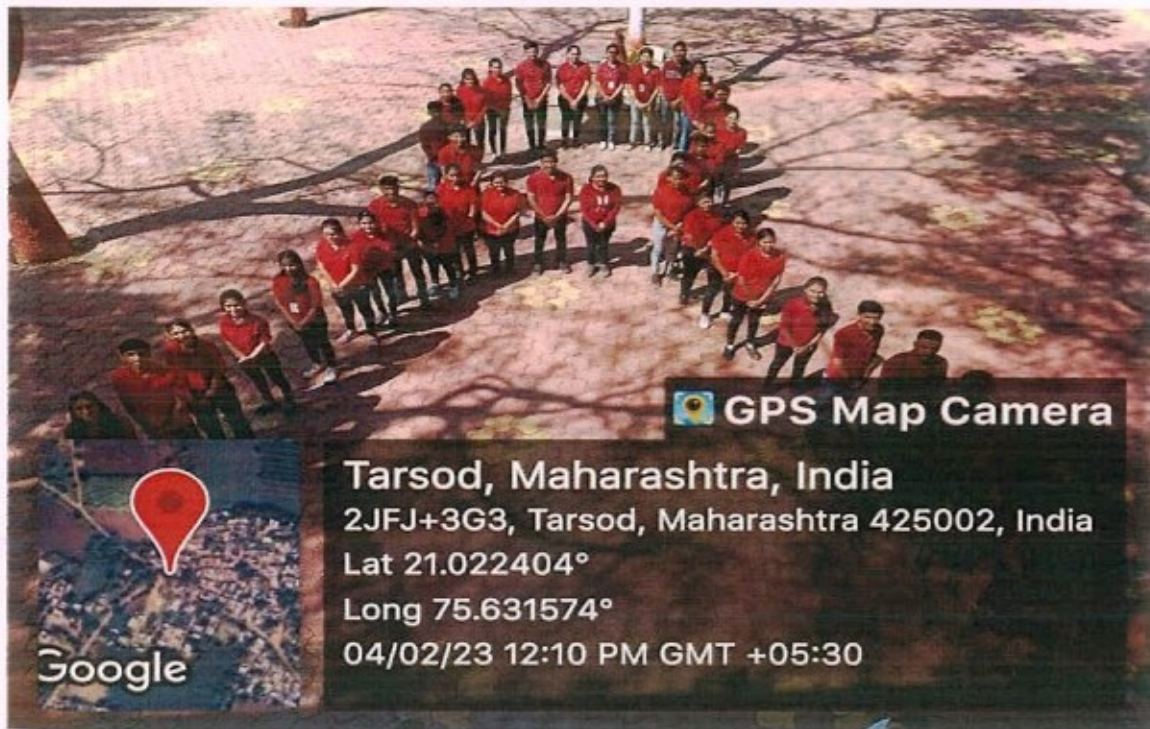 GPS Map Camera
Tarsod, Maharashtra, India
2JFJ+3G3, Tarsod, Maharashtra 425002, India
Lat 21.022404°
Long 75.631574°
04/02/23 12:10 PM GMT +05:30
Google